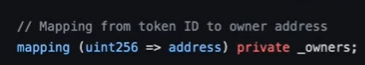 // Mapping from token ID to owner address
mapping (uint256 => address) private _owners;